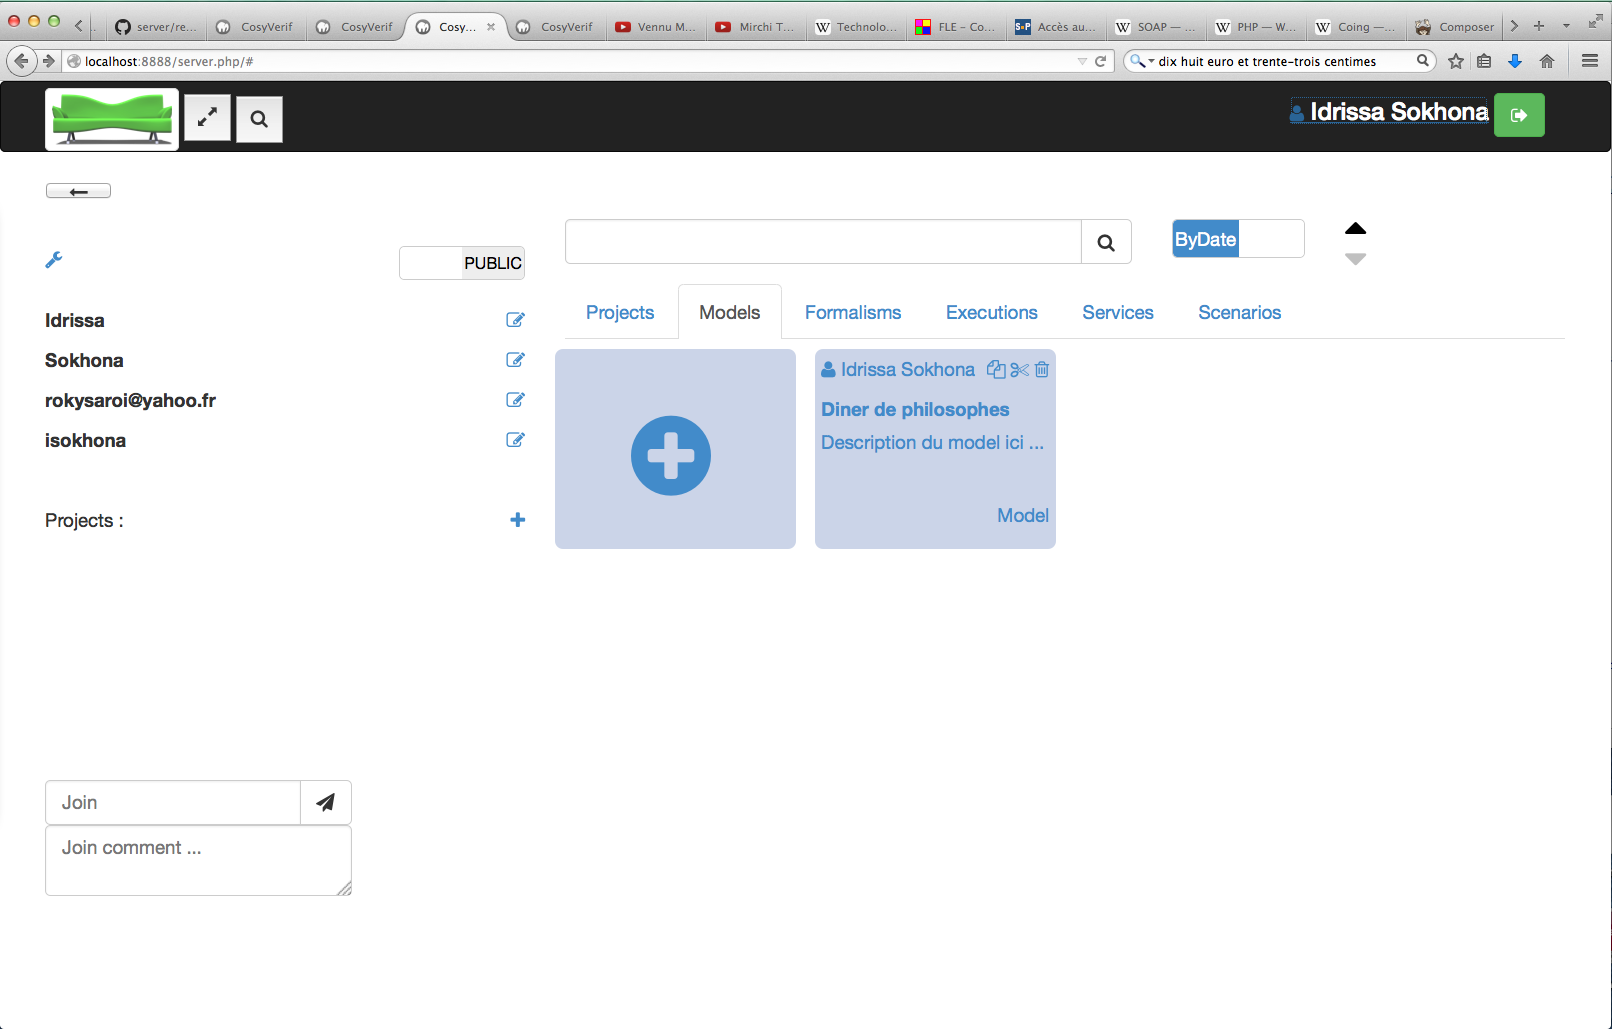 server/re...
CosyVerif
CosyVerif
Cosy...
CosyVerif
Vennu M...
Mirchi T...
Technolo...
FLE – Co...
Accès au...
SOAP — ...
PHP — W...
Coing —...
Composer
localhost:8888/server.php/#
dix huit euro et trente-trois centimes
Idrissa Sokhona
ByDate
PUBLIC
Idrissa
Sokhona
rokysaroi@yahoo.fr
isokhona
Projects :
Projects
Models
Formalisms
Executions
Services
Scenarios
Idrissa Sokhona
Diner de philosophes
Description du model ici ...
Model
Join
Join comment ...